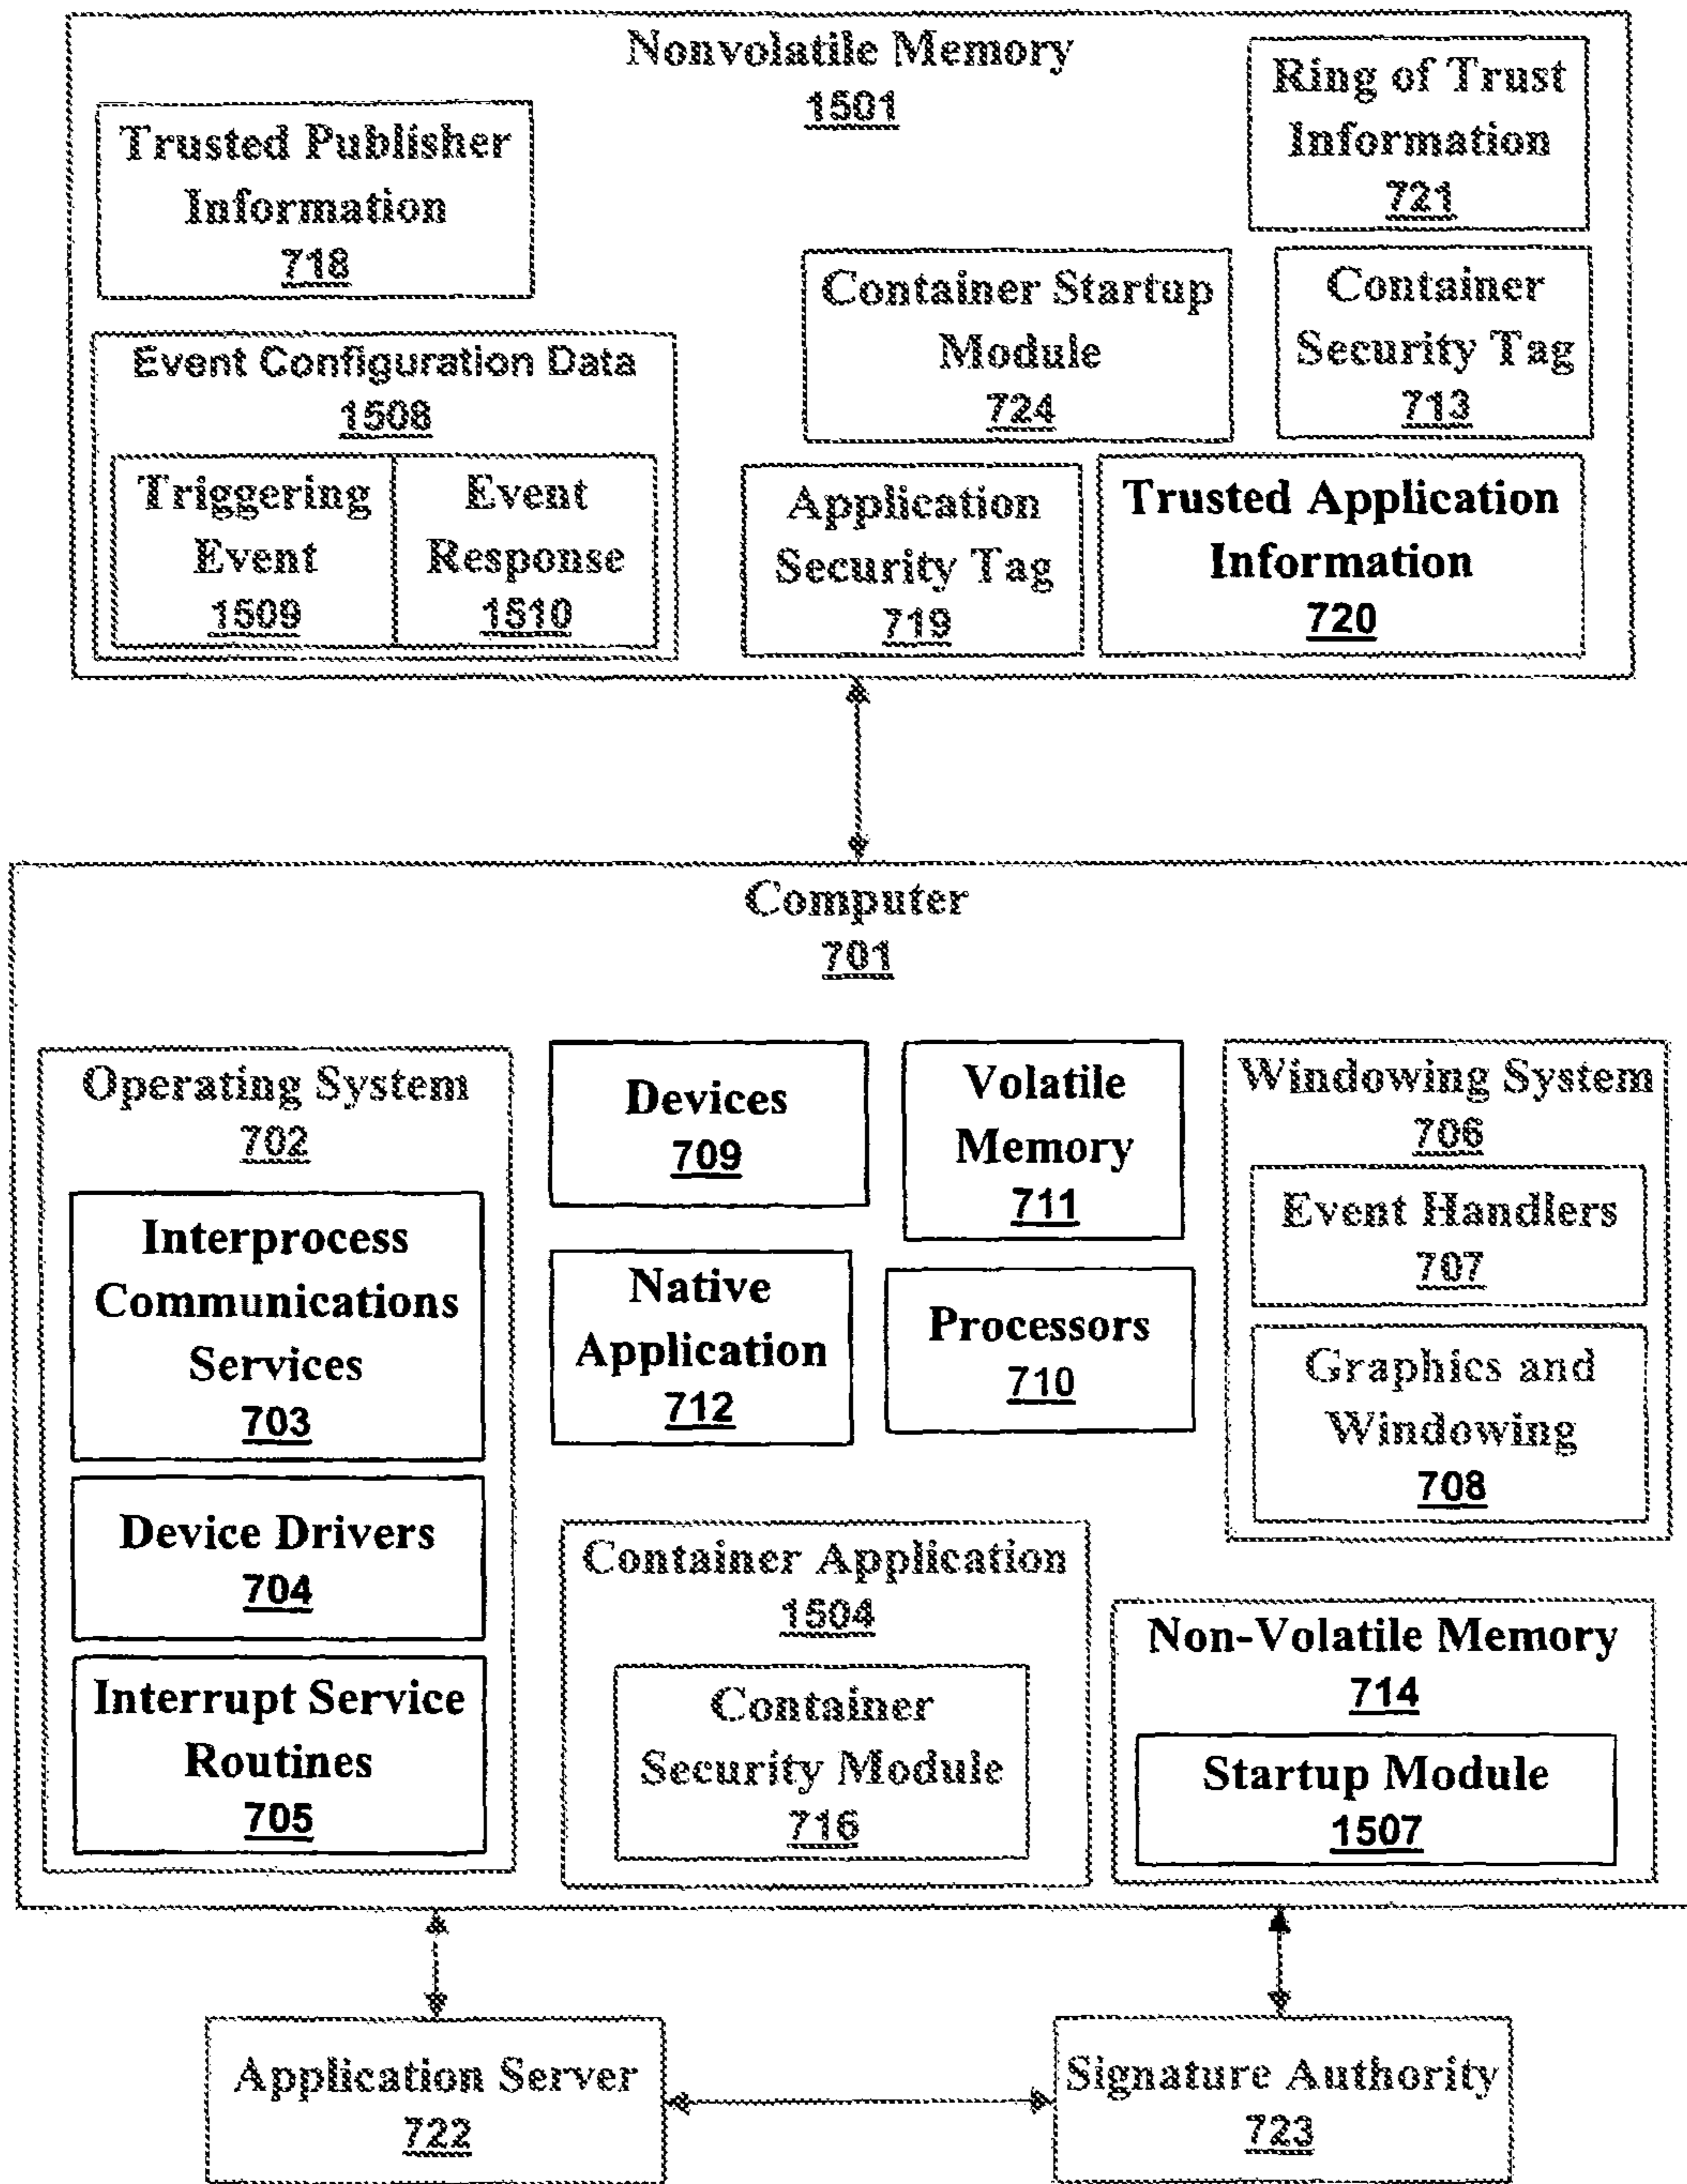 Nonvolatile Memory
1501
Ring of Trust
Information
721
Trusted Publisher
Information
718
Container Startup
Module
724
Container
Security Tag
713
Event Configuration Data
1508
Triggering
Event
1509
Event
Response
1510
Application
Security Tag
719
Trusted Application
Information
720
Computer
701
Operating System
702
Interprocess
Communications
Services
703
Device Drivers
704
Interrupt Service
Routines
705
Devices
709
Volatile
Memory
711
Native
Application
712
Processors
710
Windowing System
706
Event Handlers
707
Graphics and
Windowing
708
Container Application
1504
Container
Security Module
716
Non-Volatile Memory
714
Startup Module
1507
Application Server
722
Signature Authority
723